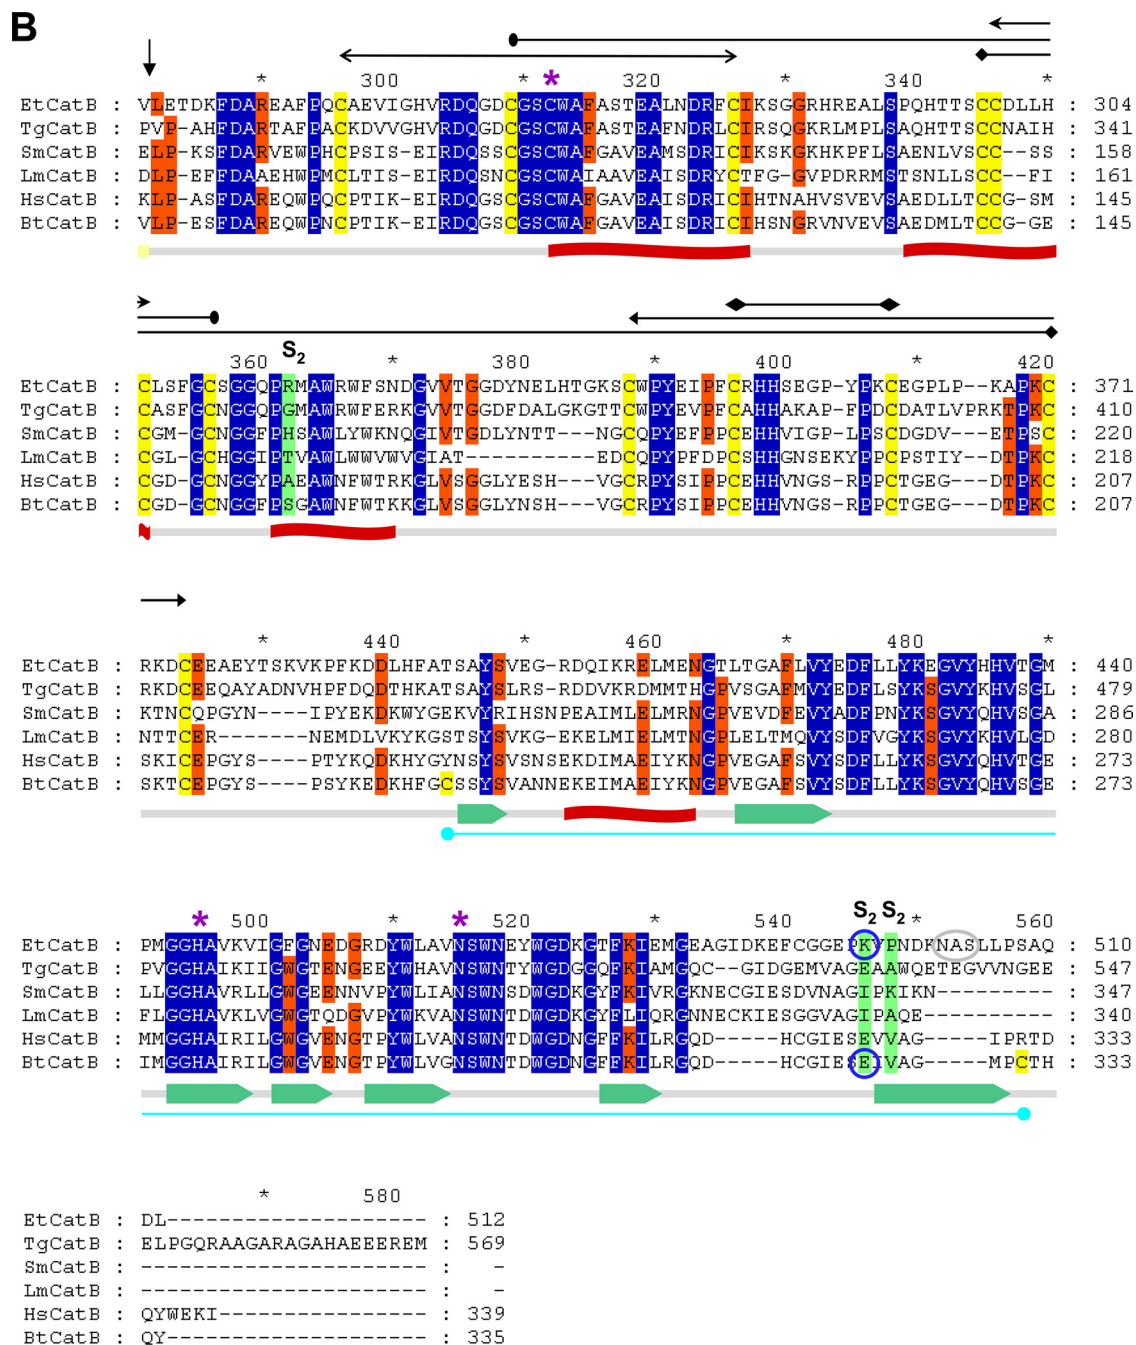 B
* 300 * * 320 * 340 *
EtCatB : VLETDKFDAREAFPQCAEVIGHVRDQGDCGSCWAFASTEALNDRFCIKSGGRHREALSPQHTTSCCDLLH : 304
TgCatB : PVP-AHFDARTAFPACKDVVGHVRDQGDCGSCWAFASTEAFNDRLCIRSQGKRLMPLSAQHTTSCCNAIH : 341
SmCatB : ELP-KSFDARVEWPHCPSIS-EIRDQSSCGSCWAFGAVEAMSDRICIKSKGKHKPFLSAENLVSCC--SS : 158
LmCatB : DLP-EFFDAAEHWPMCLTIS-EIRDQSNCGSCWAIAAVEAISDRYCTFG-GVPDRRMSTSNLLSCC--FI : 161
HsCatB : KLP-ASFDAREQWPQCPTIK-EIRDQGSCGSCWAFGAVEAISDRICIHTNAHVSVEVSAEDLLTCCG-SM : 145
BtCatB : VLP-ESFDAREQWPNCPTIK-EIRDQGSCGSCWAFGAVEAISDRICIHSNGRVNVEVSAEDMLTCCG-GE : 145
360 S2 * 380 * 400 * 420
EtCatB : CLSFGCSGGQPRMAWRWFSNDGVVTGGDYNELHTGKSCWPYEIPFCRHHSEGP-YPKCEGPLP--KAPKC : 371
TgCatB : CASFGCNGGQPGMAWRWFERKGVVTGGDFDALGKGTTCWPYEVPFCAHHAKAP-FPDCDATLVPRKTPKC : 410
SmCatB : CGM-GCNGGFPHSAWLYWKNQGIVTGDLYNTT---NGCQPYEFPPCEHHVIGP-LPSCDGDV--ETPSC : 220
LmCatB : CGL-GCHGGIPTVAWLWWVWVGIAT----------EDCQPYPFDPCSHHGNSEKYPPCPSTIY--DTPKC : 218
HsCatB : CGD-GCNGGYPAEAWNFWTRKGLVSGGLYESH---VGCRPYSIPPCEHHVNGS-RPPCTGEG--DTPKC : 207
BtCatB : CGD-GCNGGFPSGAWNFWTKKGLVSGGLYNSH---VGCRPYSIPPCEHHVNGS-RPPCTGEG--DTPKC : 207
* 440 * 460 * 480 *
EtCatB : RKDCEEAEYTSKVKPFKDDLHFATSAYSVEG-RDQIKRELMENGTLTGAFLVYEDFLLYKEGVYHHVTGM : 440
TgCatB : RKDCEEQAYADNVHPFDQDTHKATSAYSLRS-RDDVKRDMMTHGPVSGAFMVYEDFLSYKSGVYKHVSGL : 479
SmCatB : KTNCQPGYN----IPYEKDKWYGEKVYRIHSNPEAIMLELMRNGPVEVDFEVYADFPNYKSGVYQHVSGA : 286
LmCatB : NTTCER------NEMDLVKYKGSTSYSVKG-EKELMIELMTNGPLELTMQVYSDFVGYKSGVYKHVLGD : 280
HsCatB : SKICEPGYS----PTYKQDKHYGYNSYSVSNSEKDIMAEIYKNGPVEGAFSVYSDFLLYKSGVYQHVTGE : 273
BtCatB : SKTCEPGYS----PSYKEDKHFGCSSYSVANNEKEIMAEIYKNGPVEGAFSVYSDFLLYKSGVYQHVSGE : 273
* 500 * * 520 * 540 S2 S2 * 560
EtCatB : PMGGHAVKVIGFGNEDGRDYWLAVNSWNEYWGDKGTFKIEMGEAGIDKEFCGGEPKVPNDKNASLLPSAQ : 510
TgCatB : PVGGHAIKIIGWGTENGEEYWHAVNSWNTYWGDGGQFKIAMGQC--GIDGEMVAGEAAWQETEGVVNGEE : 547
SmCatB : LLGGHAVRLLGWGEENNVPYWLIANSWNSDWGDKGYFKIVRGKNECGIESDVNAGIPKIKN--------- : 347
LmCatB : FLGGHAVKLVGWGTQDGVPYWKVANSWNTDWGDKGYFLIQRGNNECKIESGGVAGIPAQE---------- : 340
HsCatB : MMGGHAIRILGWGVENGTPYWLVANSWNTDWGDNGFFKILRGQD-----HCGIESEVVAG-----IPRTD : 333
BtCatB : IMGGHAIRILGWGVENGTPYWLVGNSWNTDWGDNGFFKILRGQD-----HCGIESEIVAG-----MPCTH : 333
* 580
EtCatB : DL-------------------- : 512
TgCatB : ELPGQRAAGARAGAHAEEEREM : 569
SmCatB : ---------------------- : -
LmCatB : ---------------------- : -
HsCatB : QYWEKI---------------- : 339
BtCatB : QY-------------------- : 335